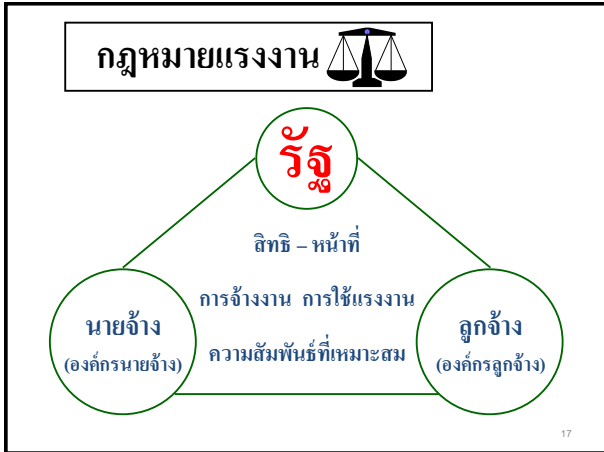 กฎหมายแรงงาน
รัฐ
สิทธิ – หน้าที่
การจ้างงาน การใช้แรงงาน
ความสัมพันธ์ที่เหมาะสม
นายจ้าง
(องค์กรนายจ้าง)
ลูกจ้าง
(องค์กรลูกจ้าง)
17